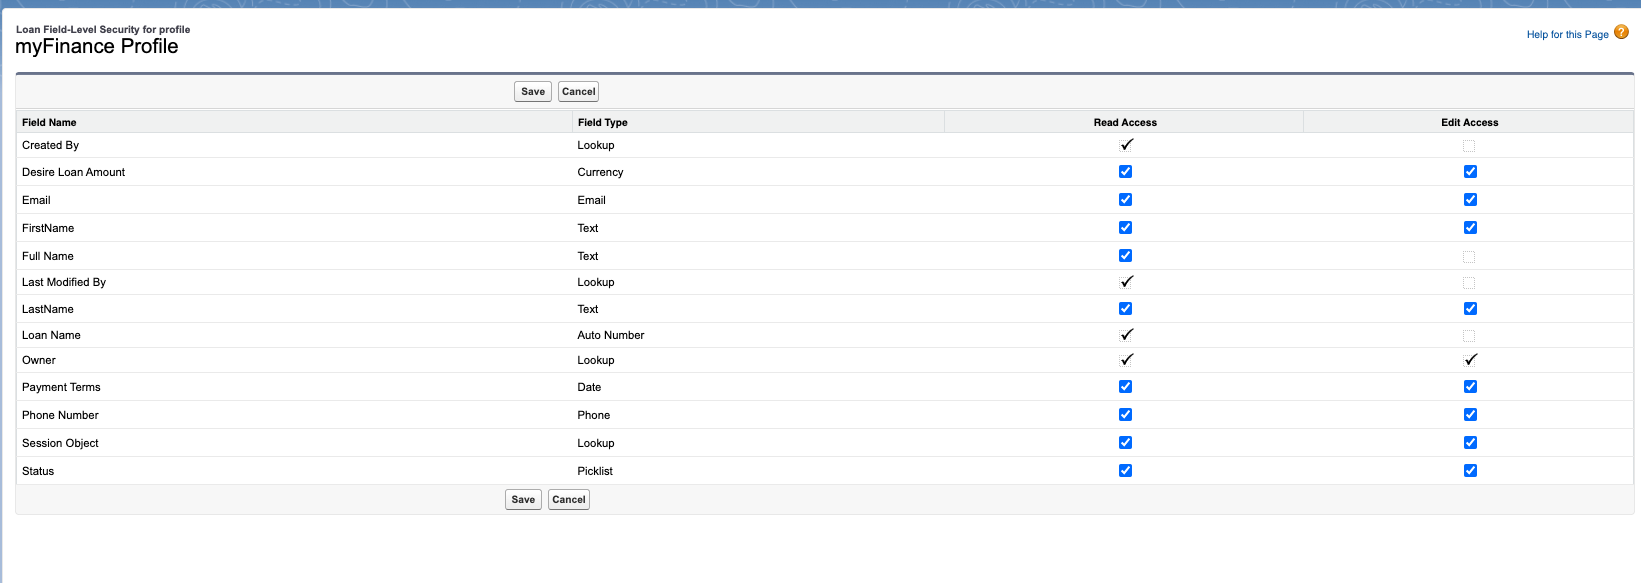 Loan Field-Level Security for profile
myFinance Profile
Help for this Page ?
Save Cancel
Field Name Field Type Read Access Edit Access
Created By Lookup
Desire Loan Amount Currency
Email Email
FirstName Text
Full Name Text
Last Modified By Lookup
LastName Text
Loan Name Auto Number
Owner Lookup
Payment Terms Date
Phone Number Phone
Session Object Lookup
Status Picklist
Save Cancel